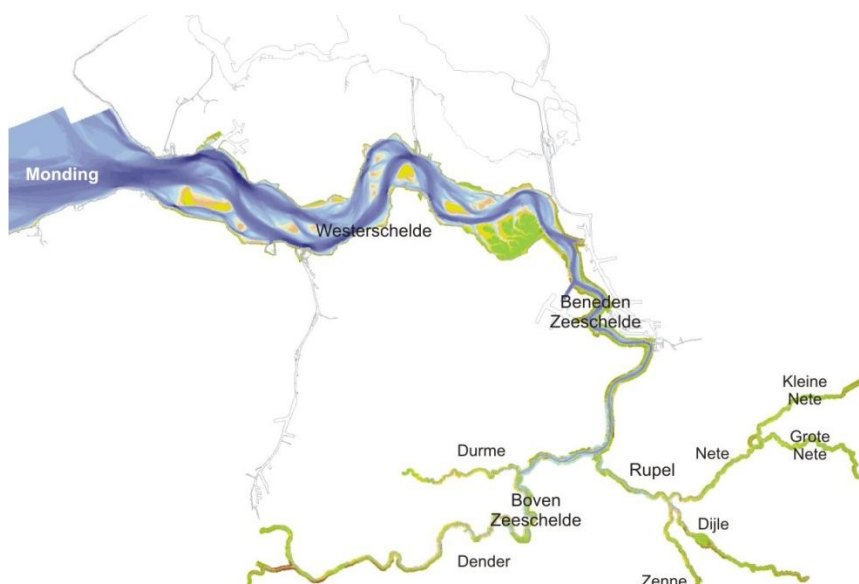 Monding
Westerschelde
Beneden
Zeeschelde
Kleine
Nete
Grote
Nete
Nete
Durme
Rupel
Boven
Zeeschelde
Dijle
Dender
Zenne